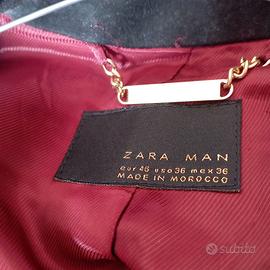 ZARA MAN
eur 46 usa 36 mex 36
MADE IN MOROCCO
subito